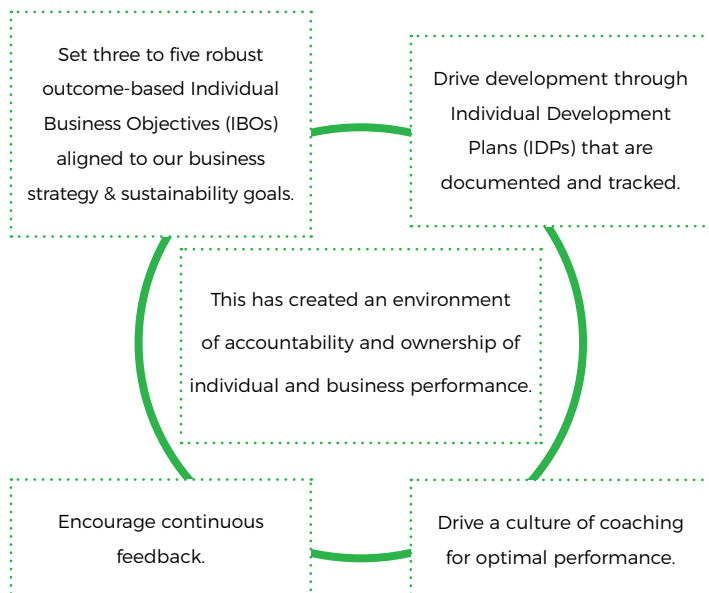 Set three to five robust
outcome-based Individual
Business Objectives (IBOs)
aligned to our business
strategy & sustainability goals.
Drive development through
Individual Development
Plans (IDPs) that are
documented and tracked.
This has created an environment
of accountability and ownership of
individual and business performance.
Encourage continuous
feedback.
Drive a culture of coaching
for optimal performance.